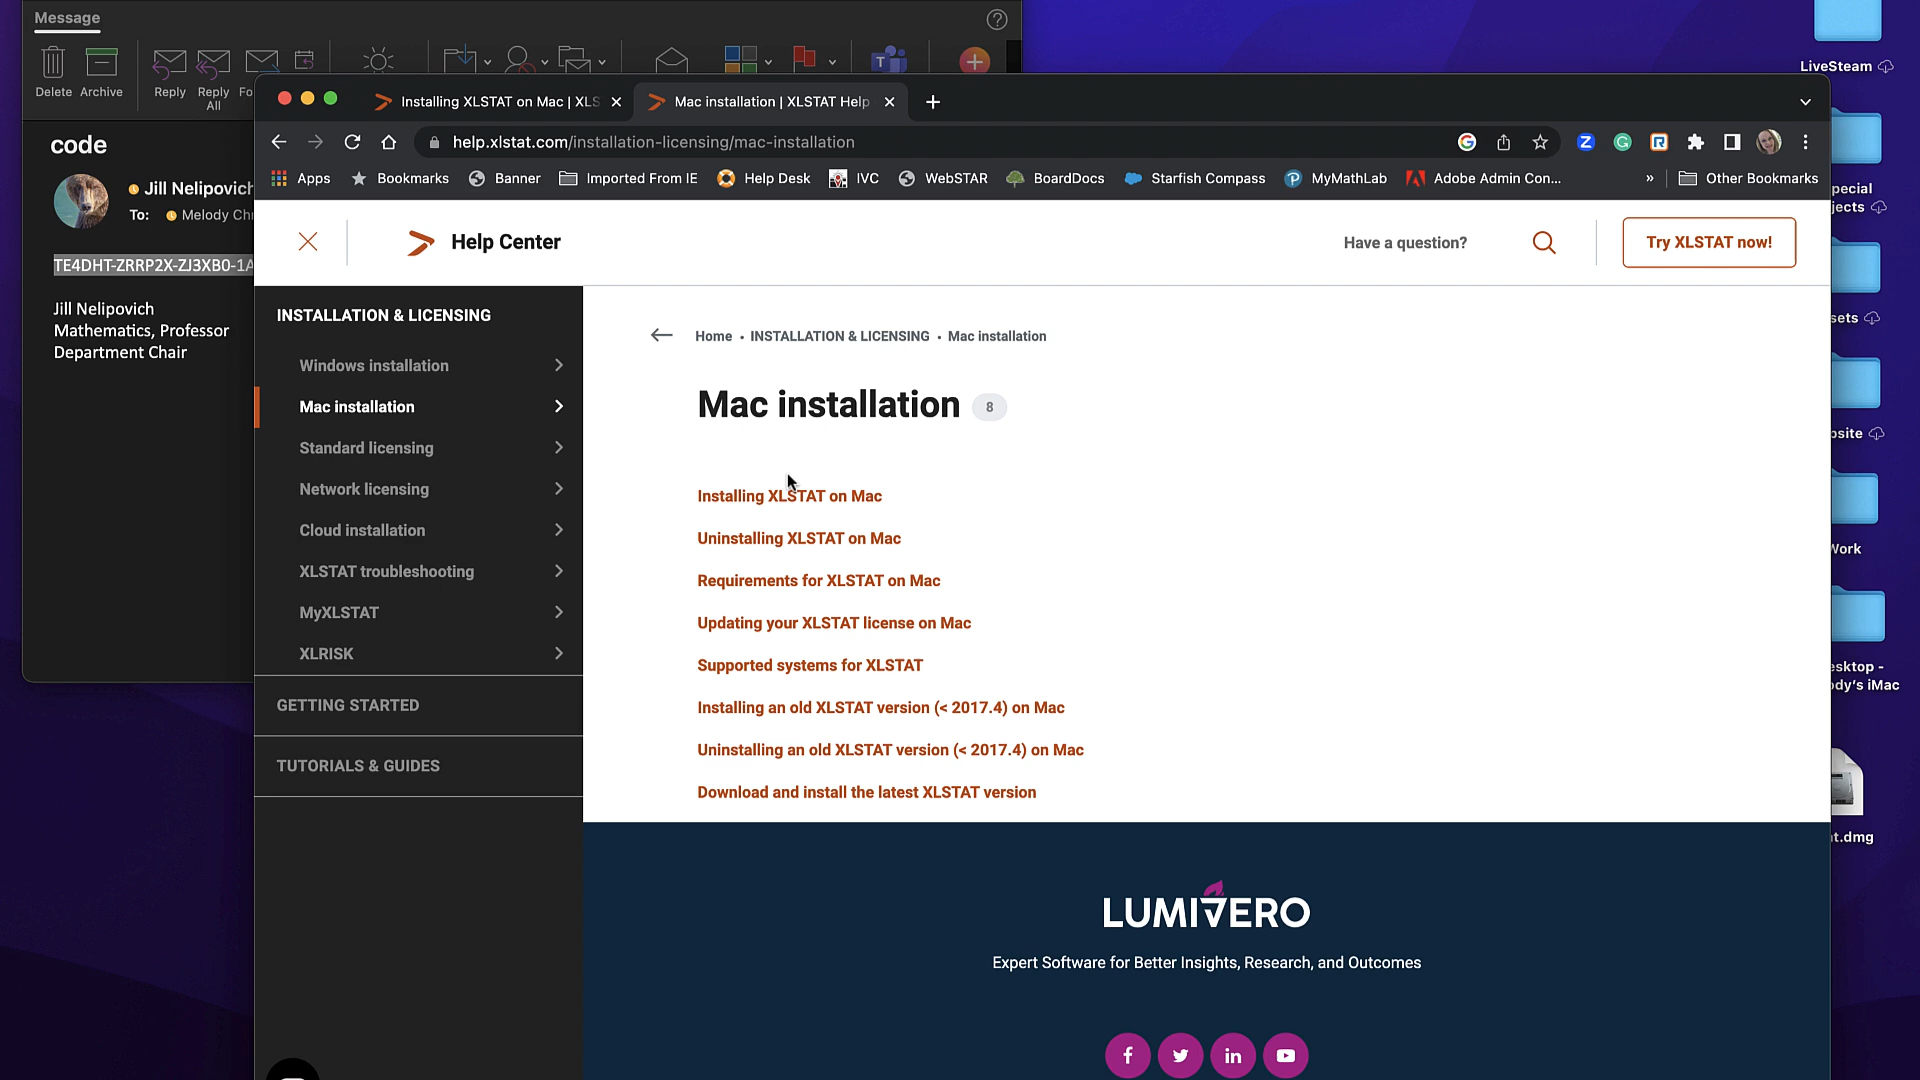 Message
Delete
Archive
Reply
Reply All
code
Jill Nelipovich
To:
TE4DHT-ZRRP2X-ZJ3XB0-1A
Jill Nelipovich
Mathematics, Professor
Department Chair
Installing XLSTAT on Mac | XLS
Mac installation | XLSTAT Help
help.xlstat.com/installation-licensing/mac-installation
Apps
Bookmarks
Banner
Imported From IE
Help Desk
IVC
WebSTAR
BoardDocs
Starfish Compass
MyMathLab
Adobe Admin Con...
»
Other Bookmarks
Help Center
Have a question?
Try XLSTAT now!
INSTALLATION & LICENSING
Windows installation
Mac installation
Standard licensing
Network licensing
Cloud installation
XLSTAT troubleshooting
MyXLSTAT
XLRISK
GETTING STARTED
TUTORIALS & GUIDES
Home • INSTALLATION & LICENSING • Mac installation
Mac installation 8
Installing XLSTAT on Mac
Uninstalling XLSTAT on Mac
Requirements for XLSTAT on Mac
Updating your XLSTAT license on Mac
Supported systems for XLSTAT
Installing an old XLSTAT version (< 2017.4) on Mac
Uninstalling an old XLSTAT version (< 2017.4) on Mac
Download and install the latest XLSTAT version
LUMIVERO
Expert Software for Better Insights, Research, and Outcomes
LiveSteam
t.dmg